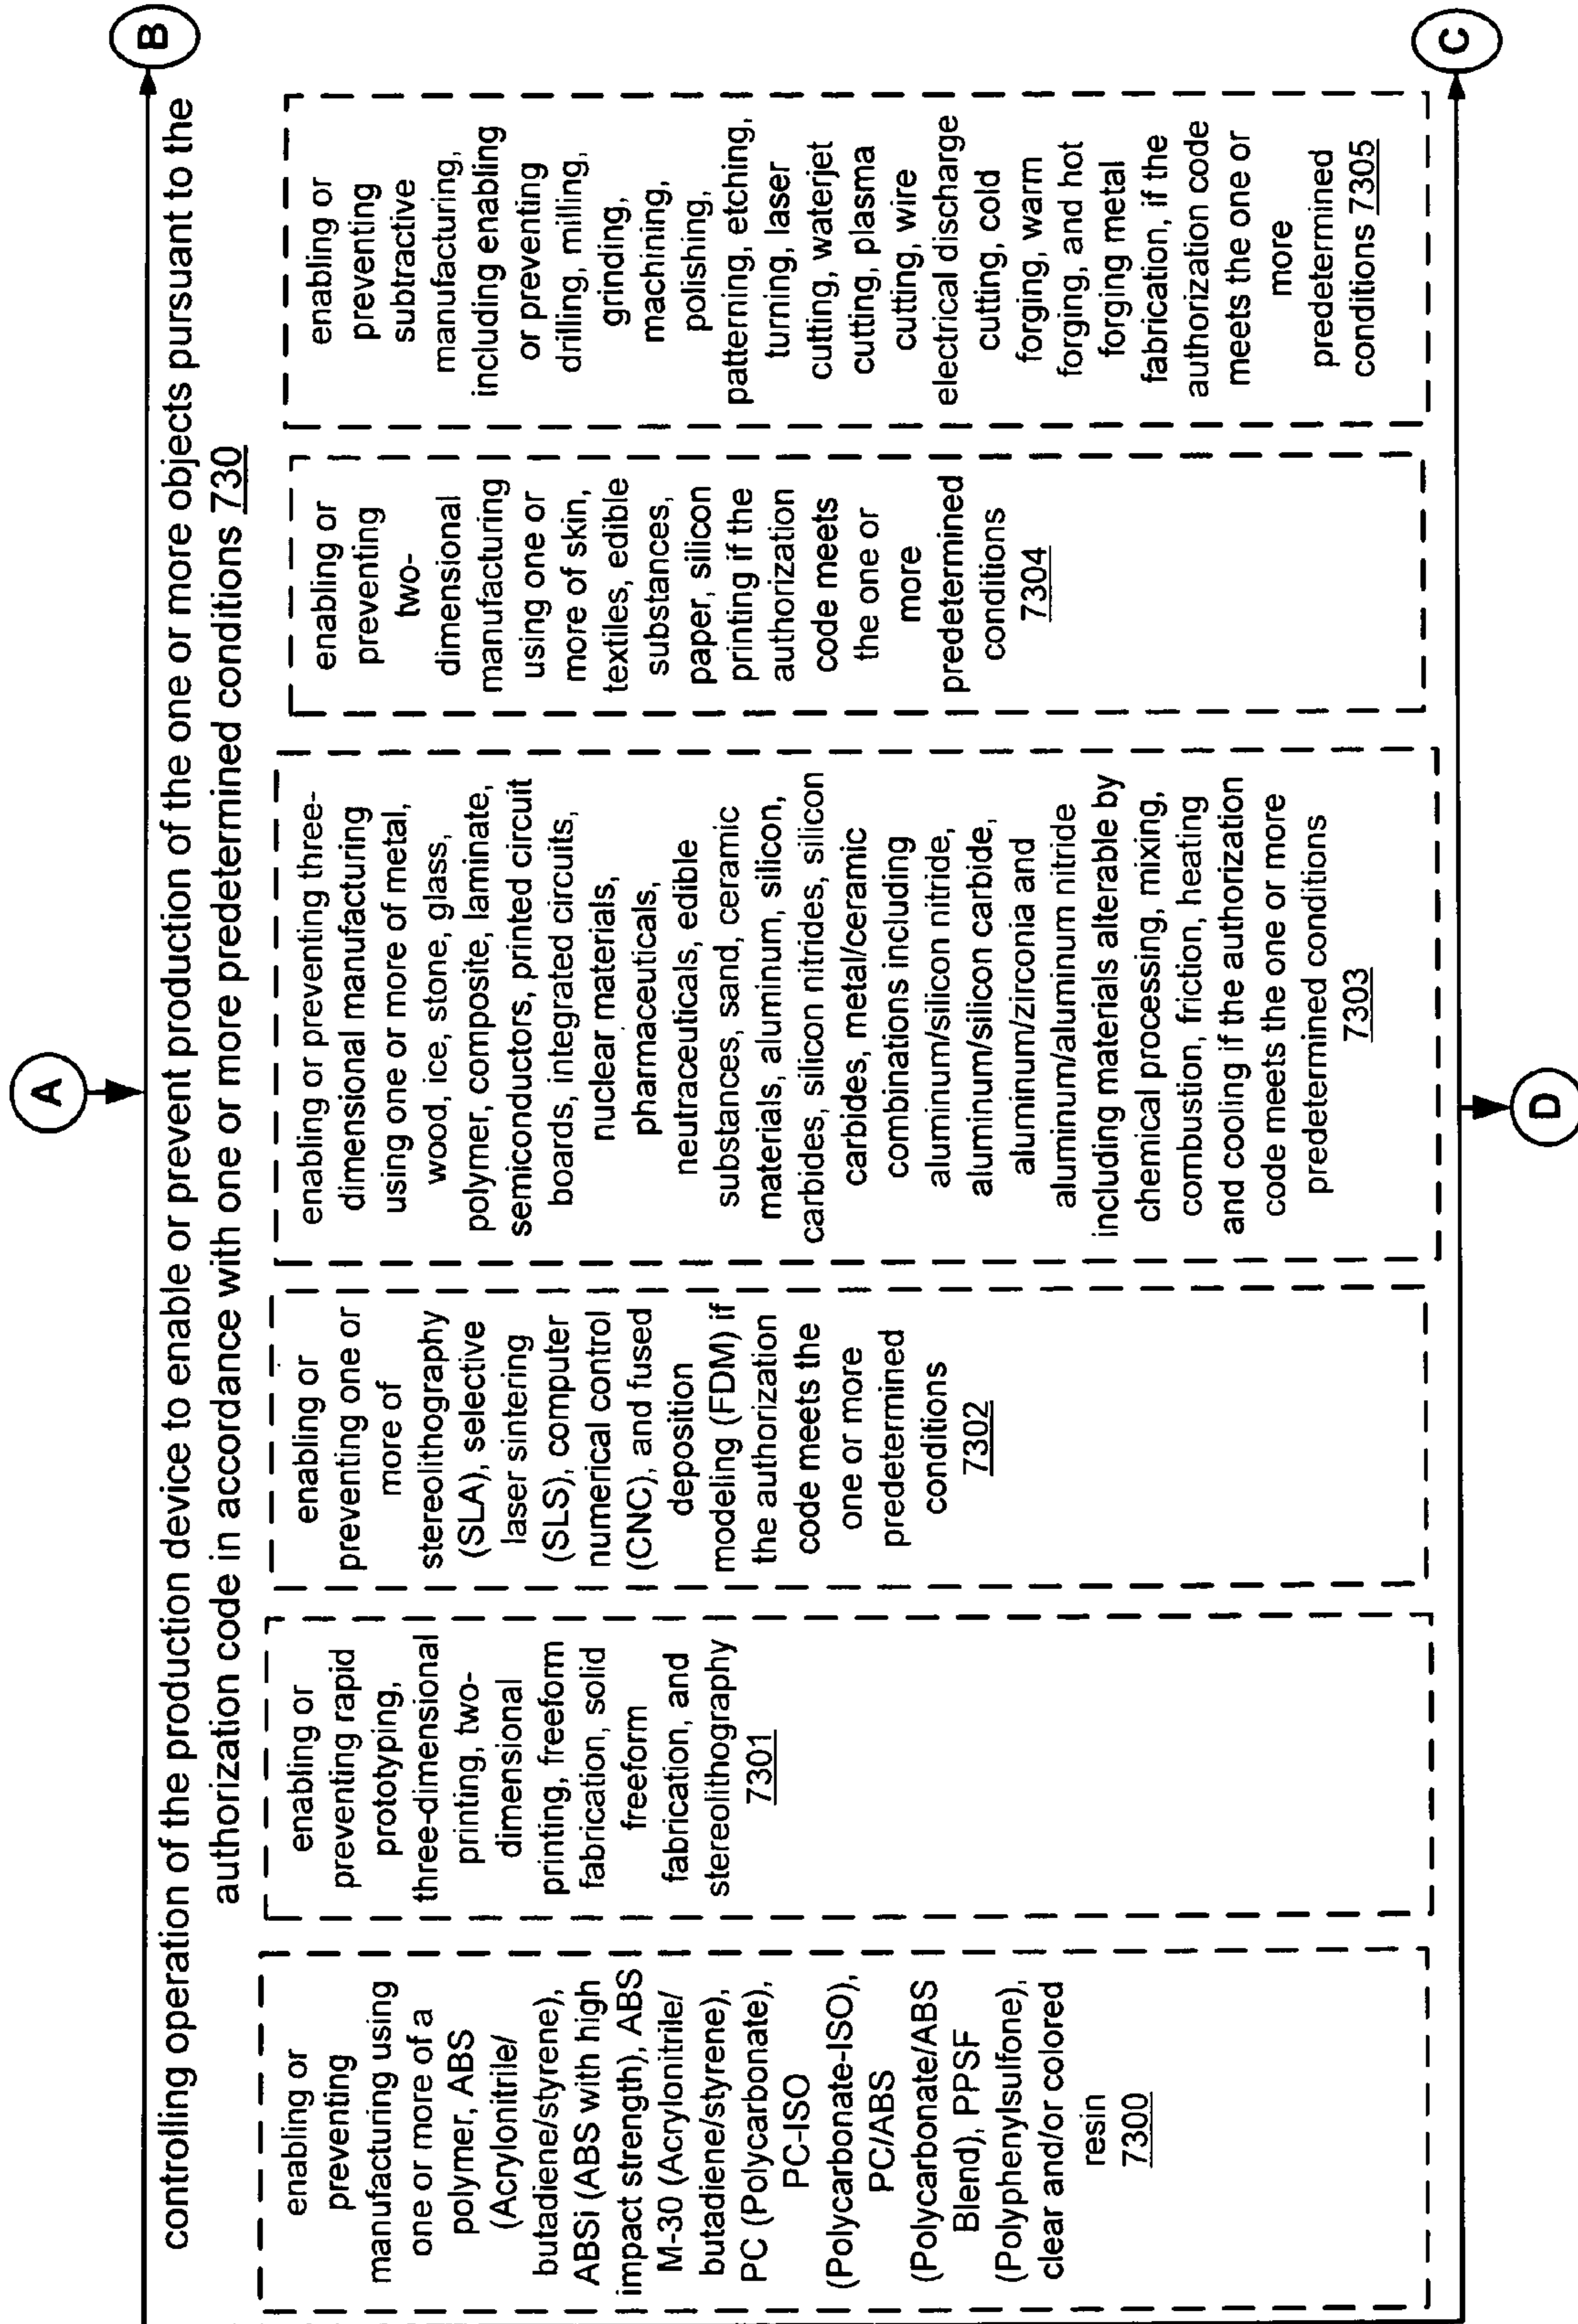 A
B
controlling operation of the production device to enable or prevent production of the one or more objects pursuant to the
authorization code in accordance with one or more predetermined conditions 730
enabling or
preventing
manufacturing using
one or more of a
polymer, ABS
(Acrylonitrile/
butadiene/styrene),
ABSi (ABS with high
impact strength), ABS
M-30 (Acrylonitrile/
butadiene/styrene),
PC (Polycarbonate),
PC-ISO
(Polycarbonate-ISO),
PC/ABS
(Polycarbonate/ABS
Blend), PPSF
(Polyphenylsulfone),
clear and/or colored
resin
7300
enabling or
preventing rapid
prototyping,
three-dimensional
printing, two-
dimensional
printing, freeform
fabrication, solid
freeform
fabrication, and
stereolithography
7301
enabling or
preventing one or
more of
stereolithography
(SLA), selective
laser sintering
(SLS), computer
numerical control
(CNC), and fused
deposition
modeling (FDM) if
the authorization
code meets the
one or more
predetermined
conditions
7302
enabling or preventing three-
dimensional manufacturing
using one or more of metal,
wood, ice, stone, glass,
polymer, composite, laminate,
semiconductors, printed circuit
boards, integrated circuits,
nuclear materials,
pharmaceuticals,
neutraceuticals, edible
substances, sand, ceramic
materials, aluminum, silicon,
carbides, silicon nitrides, silicon
carbides, metal/ceramic
combinations including
aluminum/silicon nitride,
aluminum/silicon carbide,
aluminum/zirconia and
aluminum/aluminum nitride
including materials alterable by
chemical processing, mixing,
combustion, friction, heating
and cooling if the authorization
code meets the one or more
predetermined conditions
7303
enabling or
preventing
two-
dimensional
manufacturing
using one or
more of skin,
textiles, edible
substances,
paper, silicon
printing if the
authorization
code meets
the one or
more
predetermined
conditions
7304
enabling or
preventing
subtractive
manufacturing,
including enabling
or preventing
drilling, milling,
grinding,
machining,
polishing,
patterning, etching,
turning, laser
cutting, waterjet
cutting, plasma
cutting, wire
electrical discharge
cutting, cold
forging, warm
forging, and hot
forging metal
fabrication, if the
authorization code
meets the one or
more
predetermined
conditions 7305
D
C